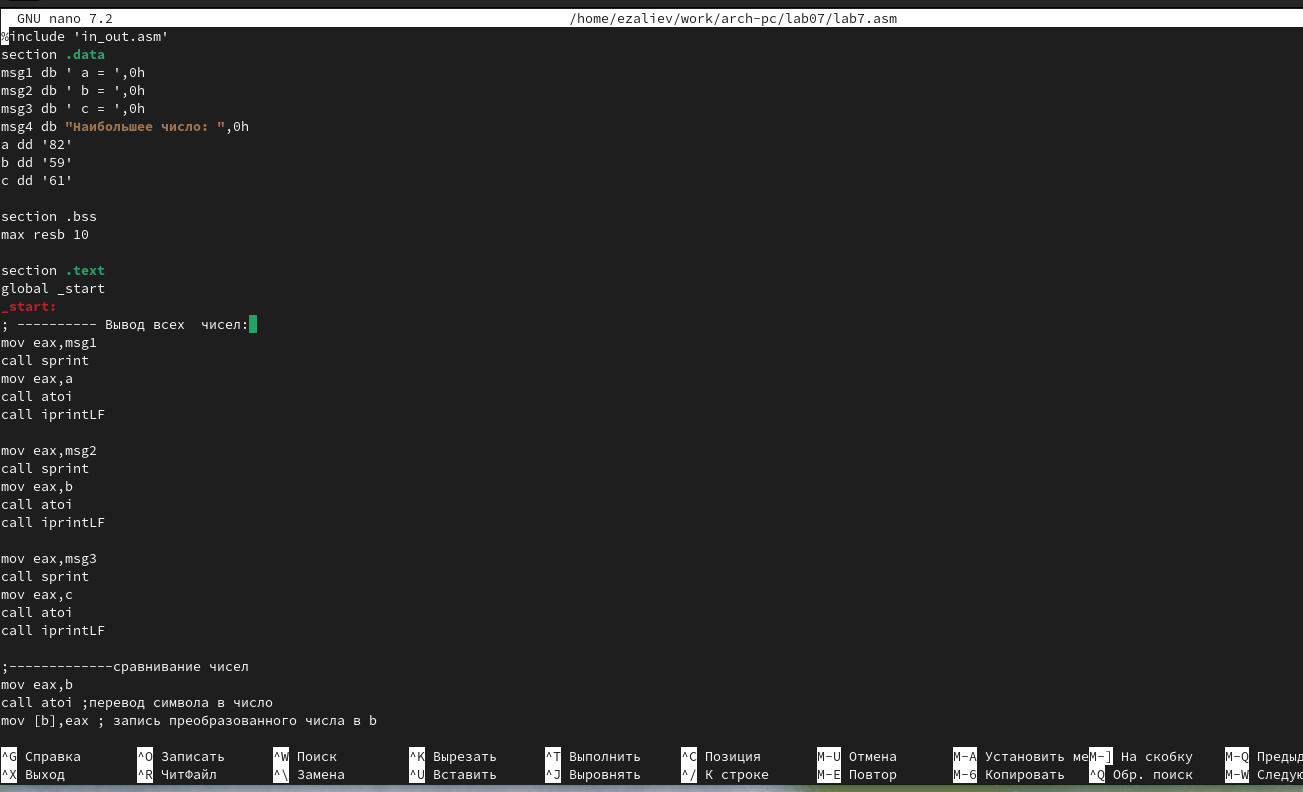 GNU nano 7.2 /home/ezaliev/work/arch-pc/lab07/lab7.asm
%include 'in_out.asm'
section .data
msg1 db ' a = ',0h
msg2 db ' b = ',0h
msg3 db ' c = ',0h
msg4 db "Наибольшее число: ",0h
a dd '82'
b dd '59'
c dd '61'
section .bss
max resb 10
section .text
global _start
_start:
; ---------- Вывод всех  чисел:
mov eax,msg1
call sprint
mov eax,a
call atoi
call iprintLF
mov eax,msg2
call sprint
mov eax,b
call atoi
call iprintLF
mov eax,msg3
call sprint
mov eax,c
call atoi
call iprintLF
;-------------сравнивание чисел
mov eax,b
call atoi ;перевод символа в число
mov [b],eax ; запись преобразованного числа в b
^G Справка ^O Записать ^W Поиск ^K Вырезать ^T Выполнить ^C Позиция M-U Отмена M-A Установить ме M-] На скобку M-Q Предыд
^X Выход ^R ЧитФайл ^\ Замена ^U Вставить ^J Выровнять ^/ К строке M-E Повтор M-6 Копировать ^Q Обр. поиск M-W Следую